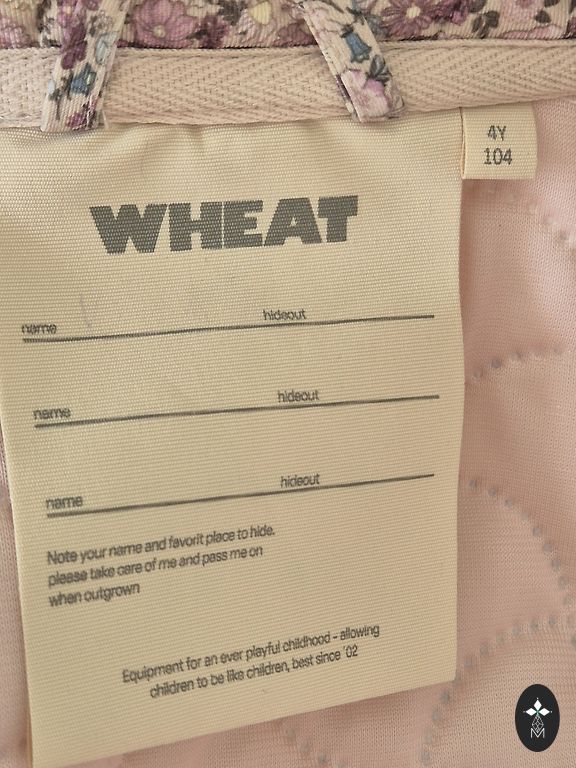 4Y
104
WHEAT
name hideout
name hideout
name hideout
Note your name and favorit place to hide.
please take care of me and pass me on
when outgrown
Equipment for an ever playful childhood - allowing
children to be like children, best since '02
M